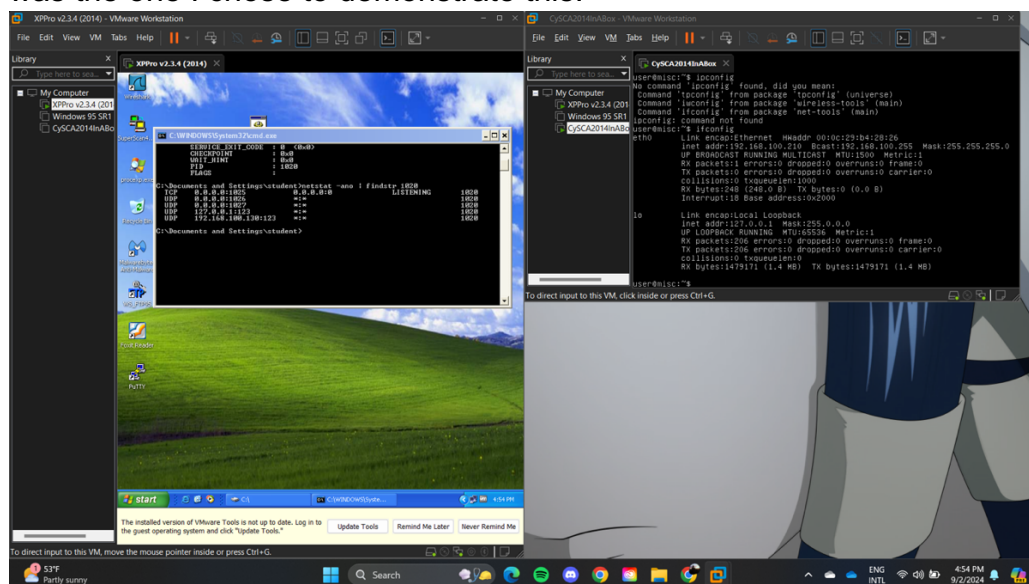 was the one I chose to demonstrate this.
XPPro v2.3.4 (2014) - VMware Workstation
File Edit View VM Tabs Help
Library
Type here to sea...
My Computer
XPPro v2.3.4 (201
Windows 95 SR1
CySCA2014InABo
XPPro v2.3.4 (2014)
C:\WINDOWS\System32\cmd.exe
SERVICE_EXIT_CODE : 0 (0x0)
CHECKPOINT : 0x0
WAIT_HINT : 0x0
PID : 1020
FLAGS :
C:\Documents and Settings\student>netstat -ano | findstr 1020
TCP 0.0.0.0:1025 0.0.0.0:0 LISTENING 1020
UDP 0.0.0.0:1026 *:* 1020
UDP 0.0.0.0:1027 *:* 1020
UDP 127.0.0.1:123 *:* 1020
UDP 192.168.100.130:123 *:* 1020
C:\Documents and Settings\student>
PuTTY
start
C:\
C:\WINDOWS\Syste...
4:54 PM
The installed version of VMware Tools is not up to date. Log in to
the guest operating system and click "Update Tools."
Update Tools
Remind Me Later
Never Remind Me
To direct input to this VM, move the mouse pointer inside or press Ctrl+G.
CySCA2014InABox - VMware Workstation
File Edit View VM Tabs Help
Library
Type here to sea...
My Computer
XPPro v2.3.4 (201
Windows 95 SR1
CySCA2014InABo
CySCA2014InABox
user@misc:~$ ipconfig
No command 'ipconfig' found, did you mean:
Command 'tpconfig' from package 'tpconfig' (universe)
Command 'iwconfig' from package 'wireless-tools' (main)
Command 'ifconfig' from package 'net-tools' (main)
ipconfig: command not found
user@misc:~$ ifconfig
eth0 Link encap:Ethernet HWaddr 00:0c:29:b4:28:26
inet addr:192.168.100.210 Bcast:192.168.100.255 Mask:255.255.255.0
UP BROADCAST RUNNING MULTICAST MTU:1500 Metric:1
RX packets:1 errors:0 dropped:0 overruns:0 frame:0
TX packets:0 errors:0 dropped:0 overruns:0 carrier:0
collisions:0 txqueuelen:1000
RX bytes:248 (248.0 B) TX bytes:0 (0.0 B)
Interrupt:18 Base address:0x2000
lo Link encap:Local Loopback
inet addr:127.0.0.1 Mask:255.0.0.0
UP LOOPBACK RUNNING MTU:65536 Metric:1
RX packets:206 errors:0 dropped:0 overruns:0 frame:0
TX packets:206 errors:0 dropped:0 overruns:0 carrier:0
collisions:0 txqueuelen:0
RX bytes:1479171 (1.4 MB) TX bytes:1479171 (1.4 MB)
user@misc:~$
To direct input to this VM, click inside or press Ctrl+G.
53°F
Partly sunny
Search
ENG
INTL
4:54 PM
9/2/2024